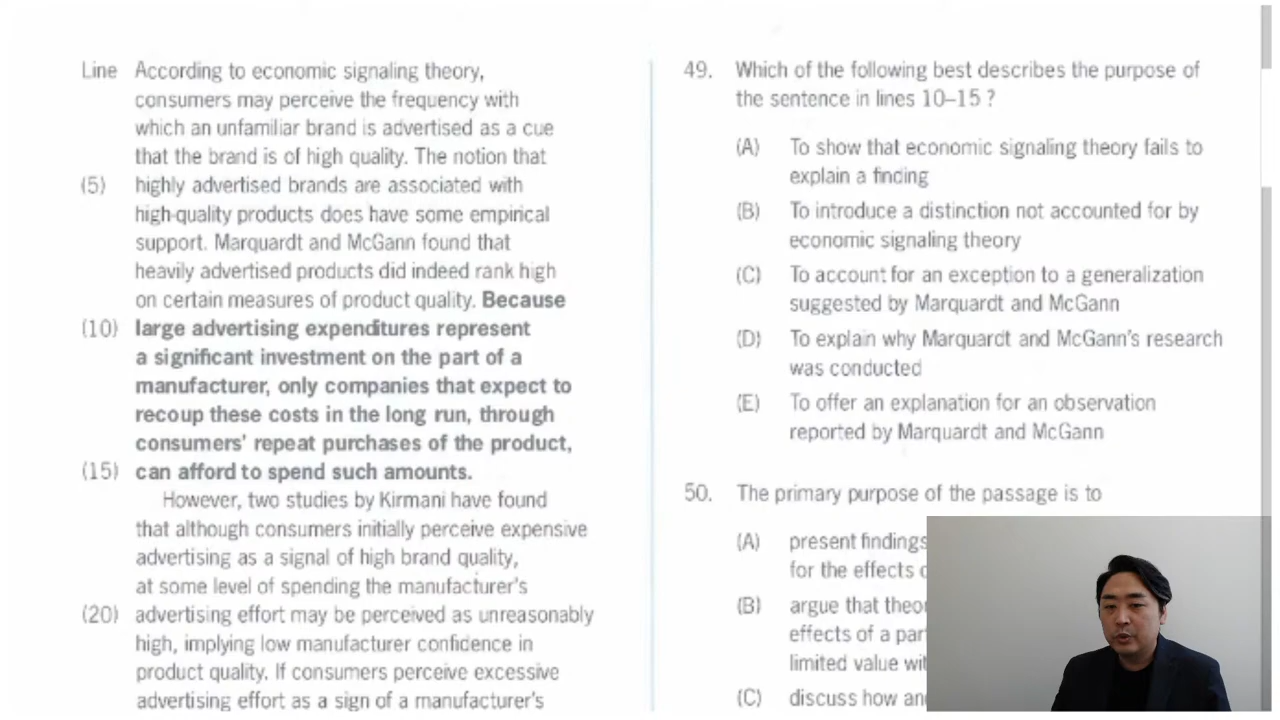 Line According to economic signaling theory,
consumers may perceive the frequency with
which an unfamiliar brand is advertised as a cue
that the brand is of high quality. The notion that
(5) highly advertised brands are associated with
high-quality products does have some empirical
support. Marquardt and McGann found that
heavily advertised products did indeed rank high
on certain measures of product quality. Because
(10) large advertising expenditures represent
a significant investment on the part of a
manufacturer, only companies that expect to
recoup these costs in the long run, through
consumers' repeat purchases of the product,
(15) can afford to spend such amounts.
However, two studies by Kirmani have found
that although consumers initially perceive expensive
advertising as a signal of high brand quality,
at some level of spending the manufacturer's
(20) advertising effort may be perceived as unreasonably
high, implying low manufacturer confidence in
product quality. If consumers perceive excessive
advertising effort as a sign of a manufacturer's
49. Which of the following best describes the purpose of
the sentence in lines 10–15 ?
(A) To show that economic signaling theory fails to
explain a finding
(B) To introduce a distinction not accounted for by
economic signaling theory
(C) To account for an exception to a generalization
suggested by Marquardt and McGann
(D) To explain why Marquardt and McGann's research
was conducted
(E) To offer an explanation for an observation
reported by Marquardt and McGann
50. The primary purpose of the passage is to
(A) present findings
for the effects
(B) argue that
effects of a
limited value
(C) discuss how